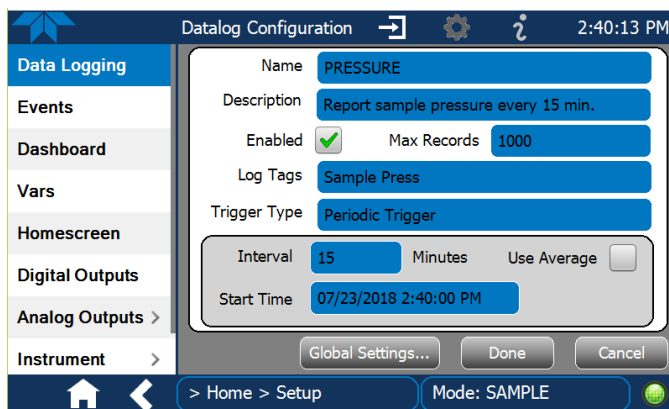 Datalog Configuration 2:40:13 PM
Data Logging
Events
Dashboard
Vars
Homescreen
Digital Outputs
Analog Outputs >
Instrument >
Name PRESSURE
Description Report sample pressure every 15 min.
Enabled Max Records 1000
Log Tags Sample Press
Trigger Type Periodic Trigger
Interval 15 Minutes Use Average
Start Time 07/23/2018 2:40:00 PM
Global Settings... Done Cancel
> Home > Setup Mode: SAMPLE